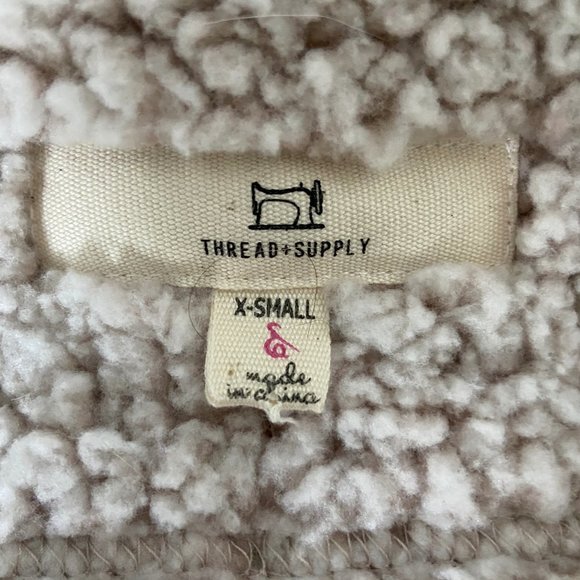 THREAD+SUPPLY
X-SMALL
made
in china